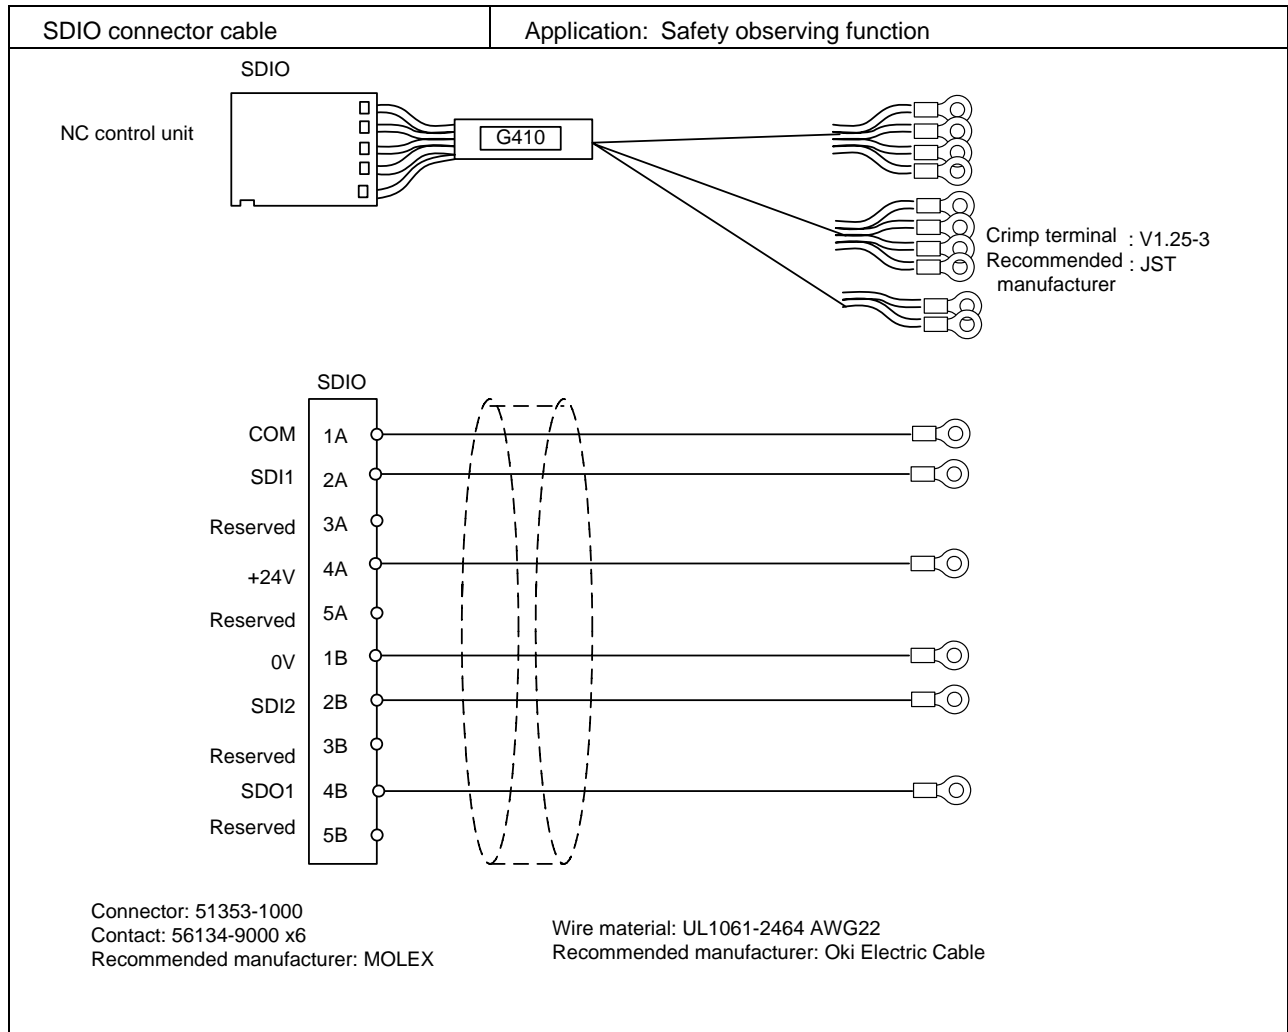 SDIO connector cable
Application: Safety observing function
SDIO
NC control unit
G410
Crimp terminal : V1.25-3
Recommended : JST
manufacturer
SDIO
COM 1A
SDI1 2A
Reserved 3A
+24V 4A
Reserved 5A
0V 1B
SDI2 2B
Reserved 3B
SDO1 4B
Reserved 5B
Connector: 51353-1000
Contact: 56134-9000 x6
Recommended manufacturer: MOLEX
Wire material: UL1061-2464 AWG22
Recommended manufacturer: Oki Electric Cable